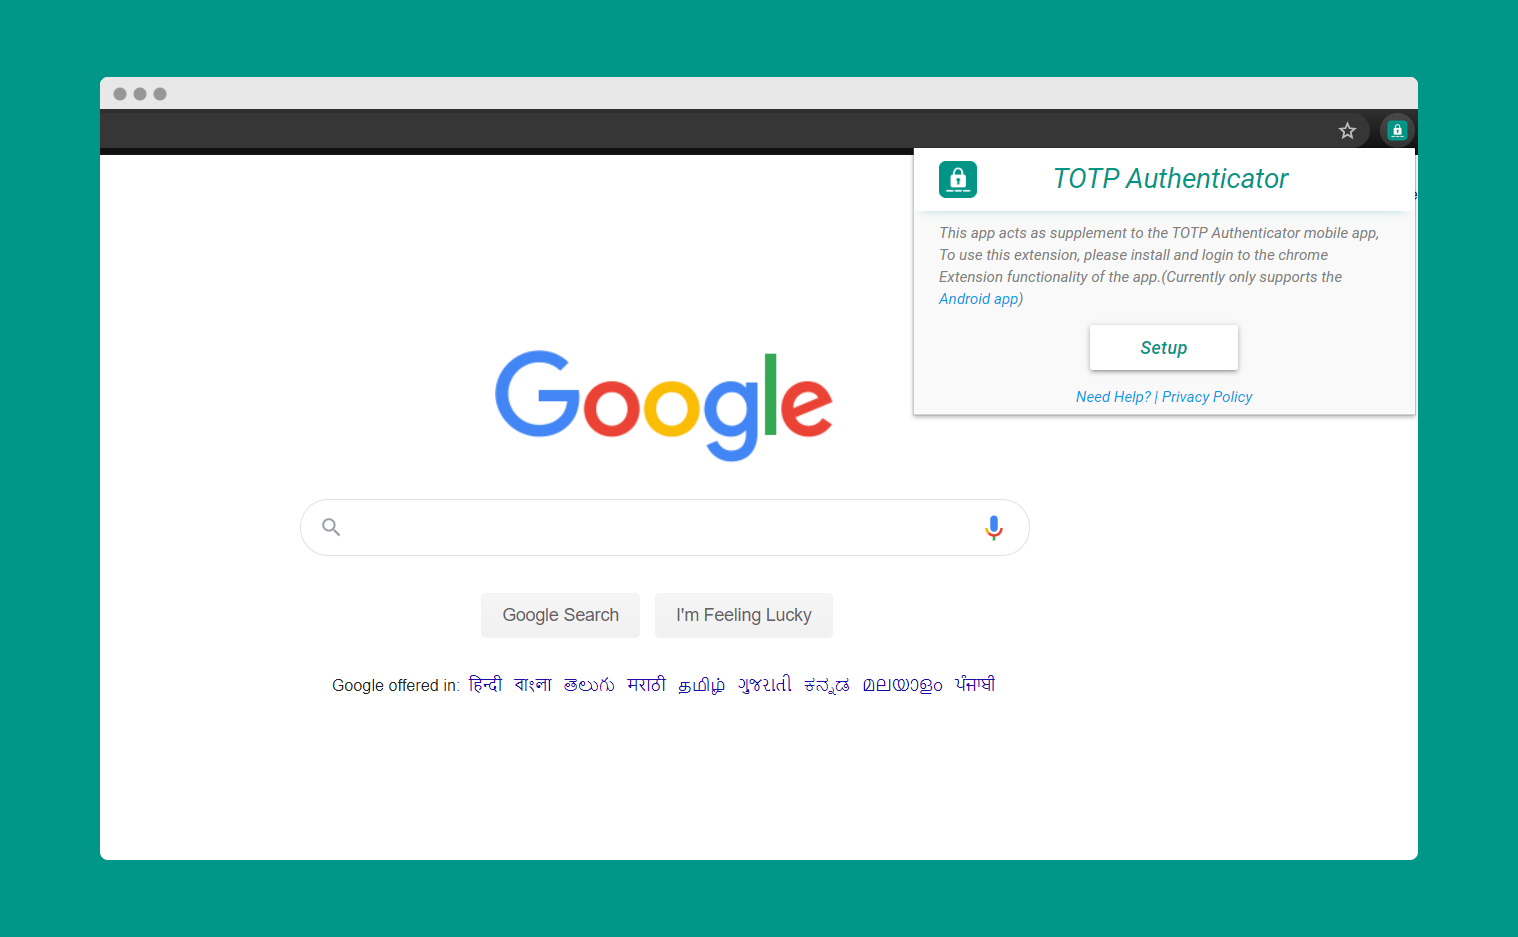 TOTP Authenticator
This app acts as supplement to the TOTP Authenticator mobile app,
To use this extension, please install and login to the chrome
Extension functionality of the app.(Currently only supports the
Android app)
Setup
Need Help? | Privacy Policy
Google
Google Search
I'm Feeling Lucky
Google offered in: हिन्दी বাংলা తెలుగు मराठी தமிழ் ગુજરાતી ಕನ್ನಡ മലയാളം ਪੰਜਾਬੀ